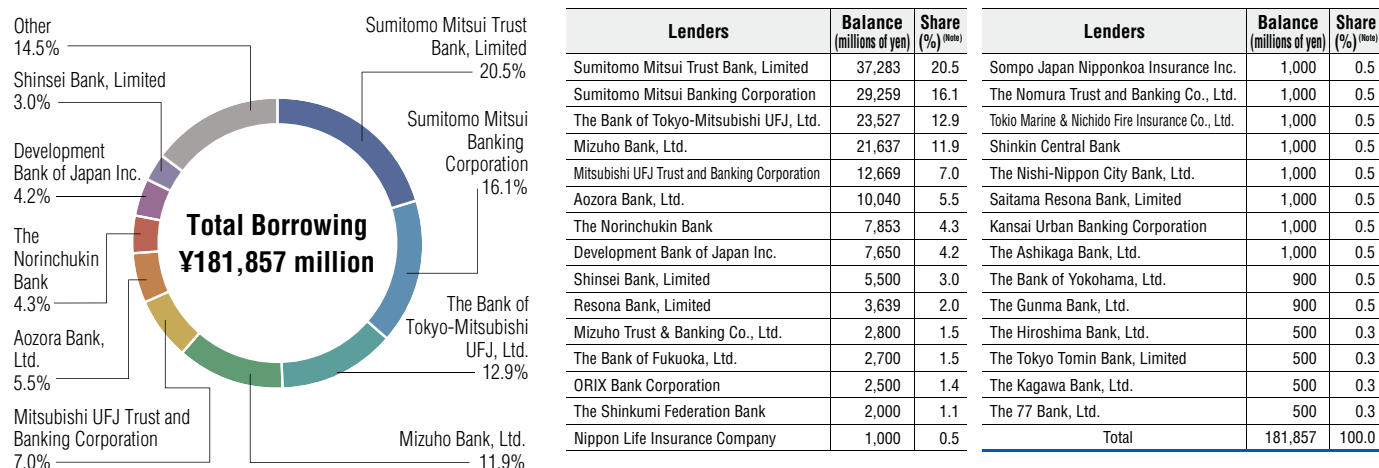 Other
14.5%
Shinsei Bank, Limited
3.0%
Development
Bank of Japan Inc.
4.2%
The
Norinchukin
Bank
4.3%
Aozora Bank,
Ltd.
5.5%
Mitsubishi UFJ Trust and
Banking Corporation
7.0%
Sumitomo Mitsui Trust
Bank, Limited
20.5%
Sumitomo Mitsui
Banking
Corporation
16.1%
The Bank of
Tokyo-Mitsubishi
UFJ, Ltd.
12.9%
Mizuho Bank, Ltd.
11.9%
Total Borrowing
¥181,857 million
Lenders Balance (millions of yen) Share (%) (Note)
Sumitomo Mitsui Trust Bank, Limited 37,283 20.5
Sumitomo Mitsui Banking Corporation 29,259 16.1
The Bank of Tokyo-Mitsubishi UFJ, Ltd. 23,527 12.9
Mizuho Bank, Ltd. 21,637 11.9
Mitsubishi UFJ Trust and Banking Corporation 12,669 7.0
Aozora Bank, Ltd. 10,040 5.5
The Norinchukin Bank 7,853 4.3
Development Bank of Japan Inc. 7,650 4.2
Shinsei Bank, Limited 5,500 3.0
Resona Bank, Limited 3,639 2.0
Mizuho Trust & Banking Co., Ltd. 2,800 1.5
The Bank of Fukuoka, Ltd. 2,700 1.5
ORIX Bank Corporation 2,500 1.4
The Shinkumi Federation Bank 2,000 1.1
Nippon Life Insurance Company 1,000 0.5
Lenders Balance (millions of yen) Share (%) (Note)
Sompo Japan Nipponkoa Insurance Inc. 1,000 0.5
The Nomura Trust and Banking Co., Ltd. 1,000 0.5
Tokio Marine & Nichido Fire Insurance Co., Ltd. 1,000 0.5
Shinkin Central Bank 1,000 0.5
The Nishi-Nippon City Bank, Ltd. 1,000 0.5
Saitama Resona Bank, Limited 1,000 0.5
Kansai Urban Banking Corporation 1,000 0.5
The Ashikaga Bank, Ltd. 1,000 0.5
The Bank of Yokohama, Ltd. 900 0.5
The Gunma Bank, Ltd. 900 0.5
The Hiroshima Bank, Ltd. 500 0.3
The Tokyo Tomin Bank, Limited 500 0.3
The Kagawa Bank, Ltd. 500 0.3
The 77 Bank, Ltd. 500 0.3
Total 181,857 100.0